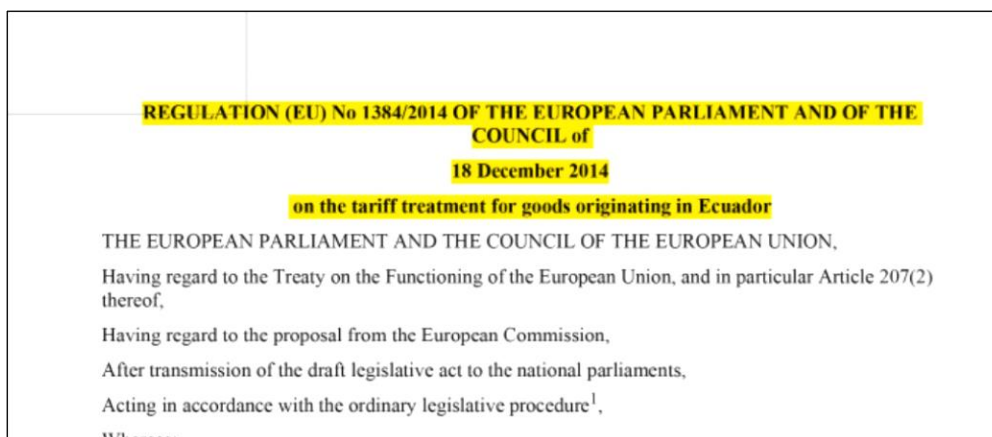 REGULATION (EU) No 1384/2014 OF THE EUROPEAN PARLIAMENT AND OF THE
COUNCIL of
18 December 2014
on the tariff treatment for goods originating in Ecuador
THE EUROPEAN PARLIAMENT AND THE COUNCIL OF THE EUROPEAN UNION,
Having regard to the Treaty on the Functioning of the European Union, and in particular Article 207(2)
thereof,
Having regard to the proposal from the European Commission,
After transmission of the draft legislative act to the national parliaments,
Acting in accordance with the ordinary legislative procedure1,